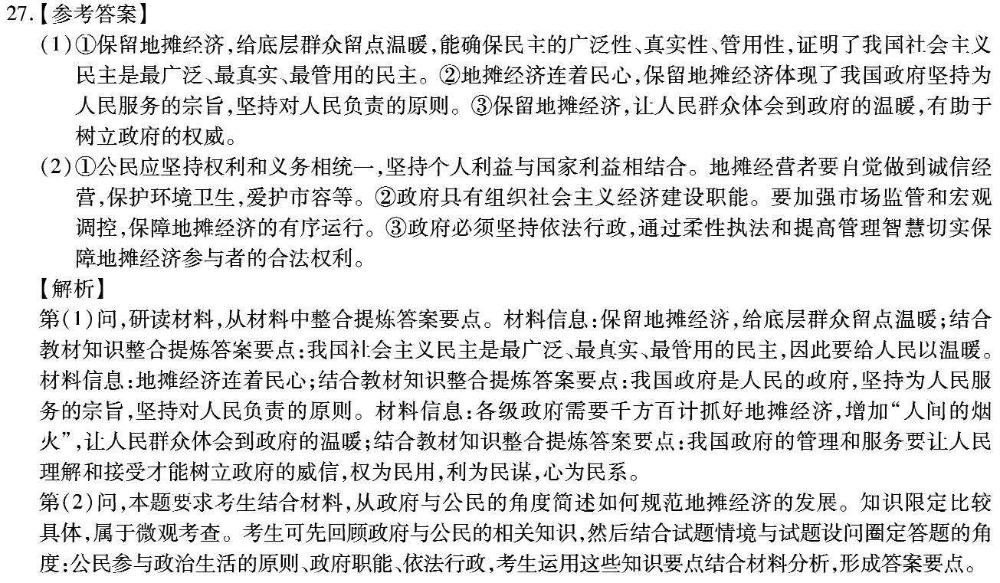 27.【参考答案】
(1)①保留地摊经济,给底层群众留点温暖,能确保民主的广泛性、真实性、管用性,证明了我国社会主义
民主是最广泛、最真实、最管用的民主。②地摊经济连着民心,保留地摊经济体现了我国政府坚持为
人民服务的宗旨,坚持对人民负责的原则。③保留地摊经济,让人民群众体会到政府的温暖,有助于
树立政府的权威。
(2)①公民应坚持权利和义务相统一,坚持个人利益与国家利益相结合。地摊经营者要自觉做到诚信经
营,保护环境卫生,爱护市容等。②政府具有组织社会主义经济建设职能。要加强市场监管和宏观
调控,保障地摊经济的有序运行。③政府必须坚持依法行政,通过柔性执法和提高管理智慧切实保
障地摊经济参与者的合法权利。
【解析】
第(1)问,研读材料,从材料中整合提炼答案要点。材料信息:保留地摊经济,给底层群众留点温暖;结合
教材知识整合提炼答案要点:我国社会主义民主是最广泛、最真实、最管用的民主,因此要给人民以温暖。
材料信息:地摊经济连着民心;结合教材知识整合提炼答案要点:我国政府是人民的政府,坚持为人民服
务的宗旨,坚持对人民负责的原则。材料信息:各级政府需要千方百计抓好地摊经济,增加“人间的烟
火”,让人民群众体会到政府的温暖;结合教材知识整合提炼答案要点:我国政府的管理和服务要让人民
理解和接受才能树立政府的威信,权为民用,利为民谋,心为民系。
第(2)问,本题要求考生结合材料,从政府与公民的角度简述如何规范地摊经济的发展。知识限定比较
具体,属于微观考查。考生可先回顾政府与公民的相关知识,然后结合试题情境与试题设问圈定答题的角
度:公民参与政治生活的原则、政府职能、依法行政,考生运用这些知识要点结合材料分析,形成答案要点。